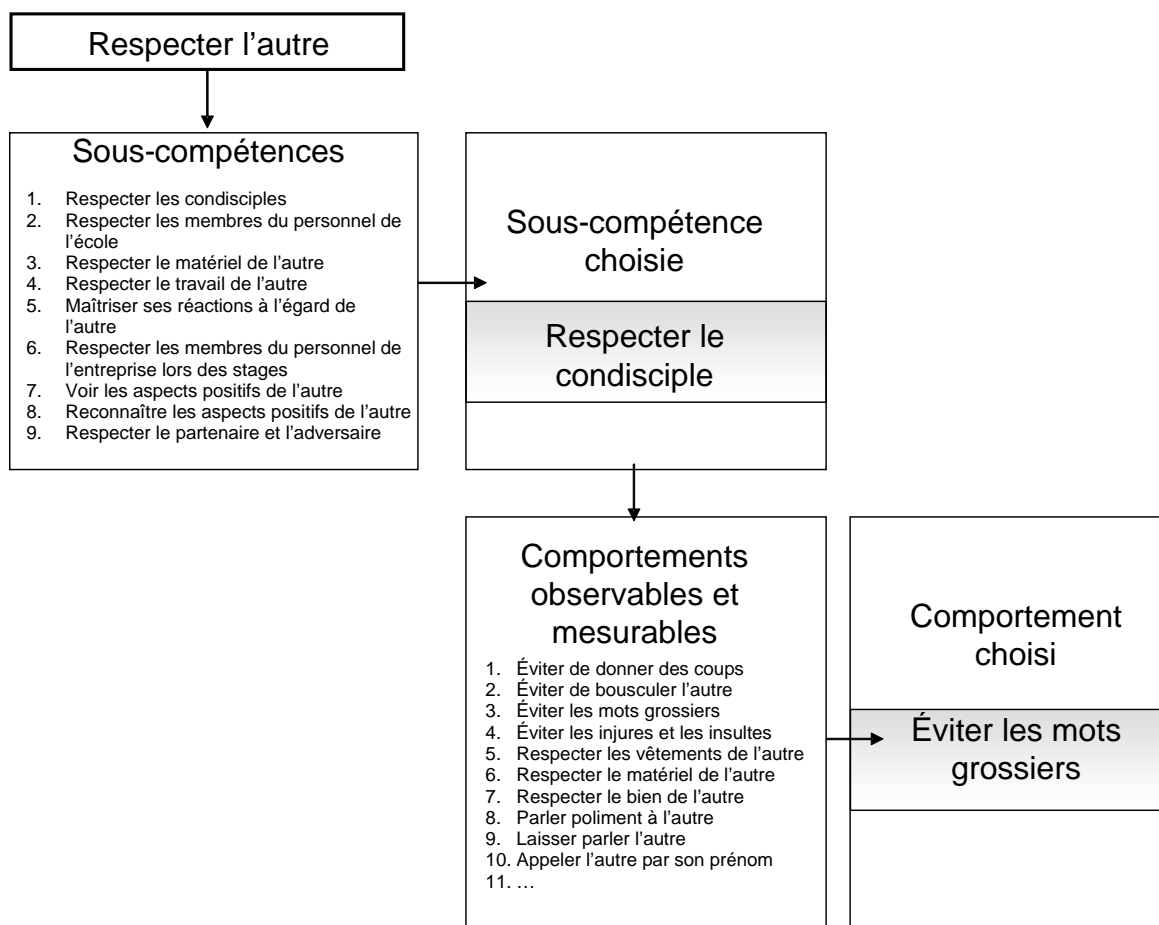 Respecter l’autre
Sous-compétences
1. Respecter les condisciples
2. Respecter les membres du personnel de
l’école
3. Respecter le matériel de l’autre
4. Respecter le travail de l’autre
5. Maîtriser ses réactions à l’égard de
l’autre
6. Respecter les membres du personnel de
l’entreprise lors des stages
7. Voir les aspects positifs de l’autre
8. Reconnaître les aspects positifs de l’autre
9. Respecter le partenaire et l’adversaire
Sous-compétence
choisie
Respecter le
condisciple
Comportements
observables et
mesurables
1. Éviter de donner des coups
2. Éviter de bousculer l’autre
3. Éviter les mots grossiers
4. Éviter les injures et les insultes
5. Respecter les vêtements de l’autre
6. Respecter le matériel de l’autre
7. Respecter le bien de l’autre
8. Parler poliment à l’autre
9. Laisser parler l’autre
10. Appeler l’autre par son prénom
11. …
Comportement
choisi
Éviter les mots
grossiers